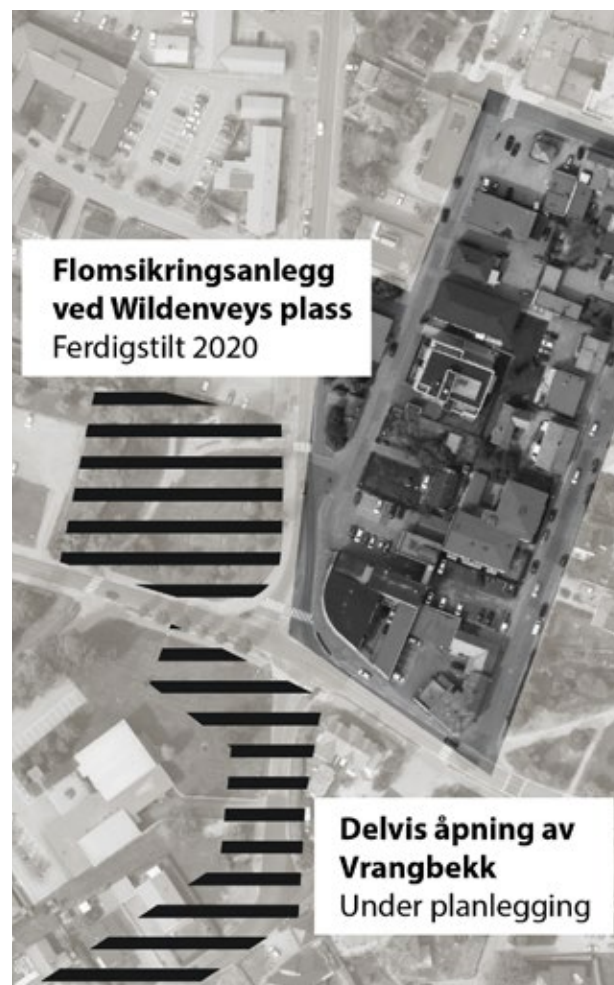 Flomsikringsanlegg
ved Wildenveys plass
Ferdigstilt 2020
Delvis åpning av
Vrangbekk
Under planlegging